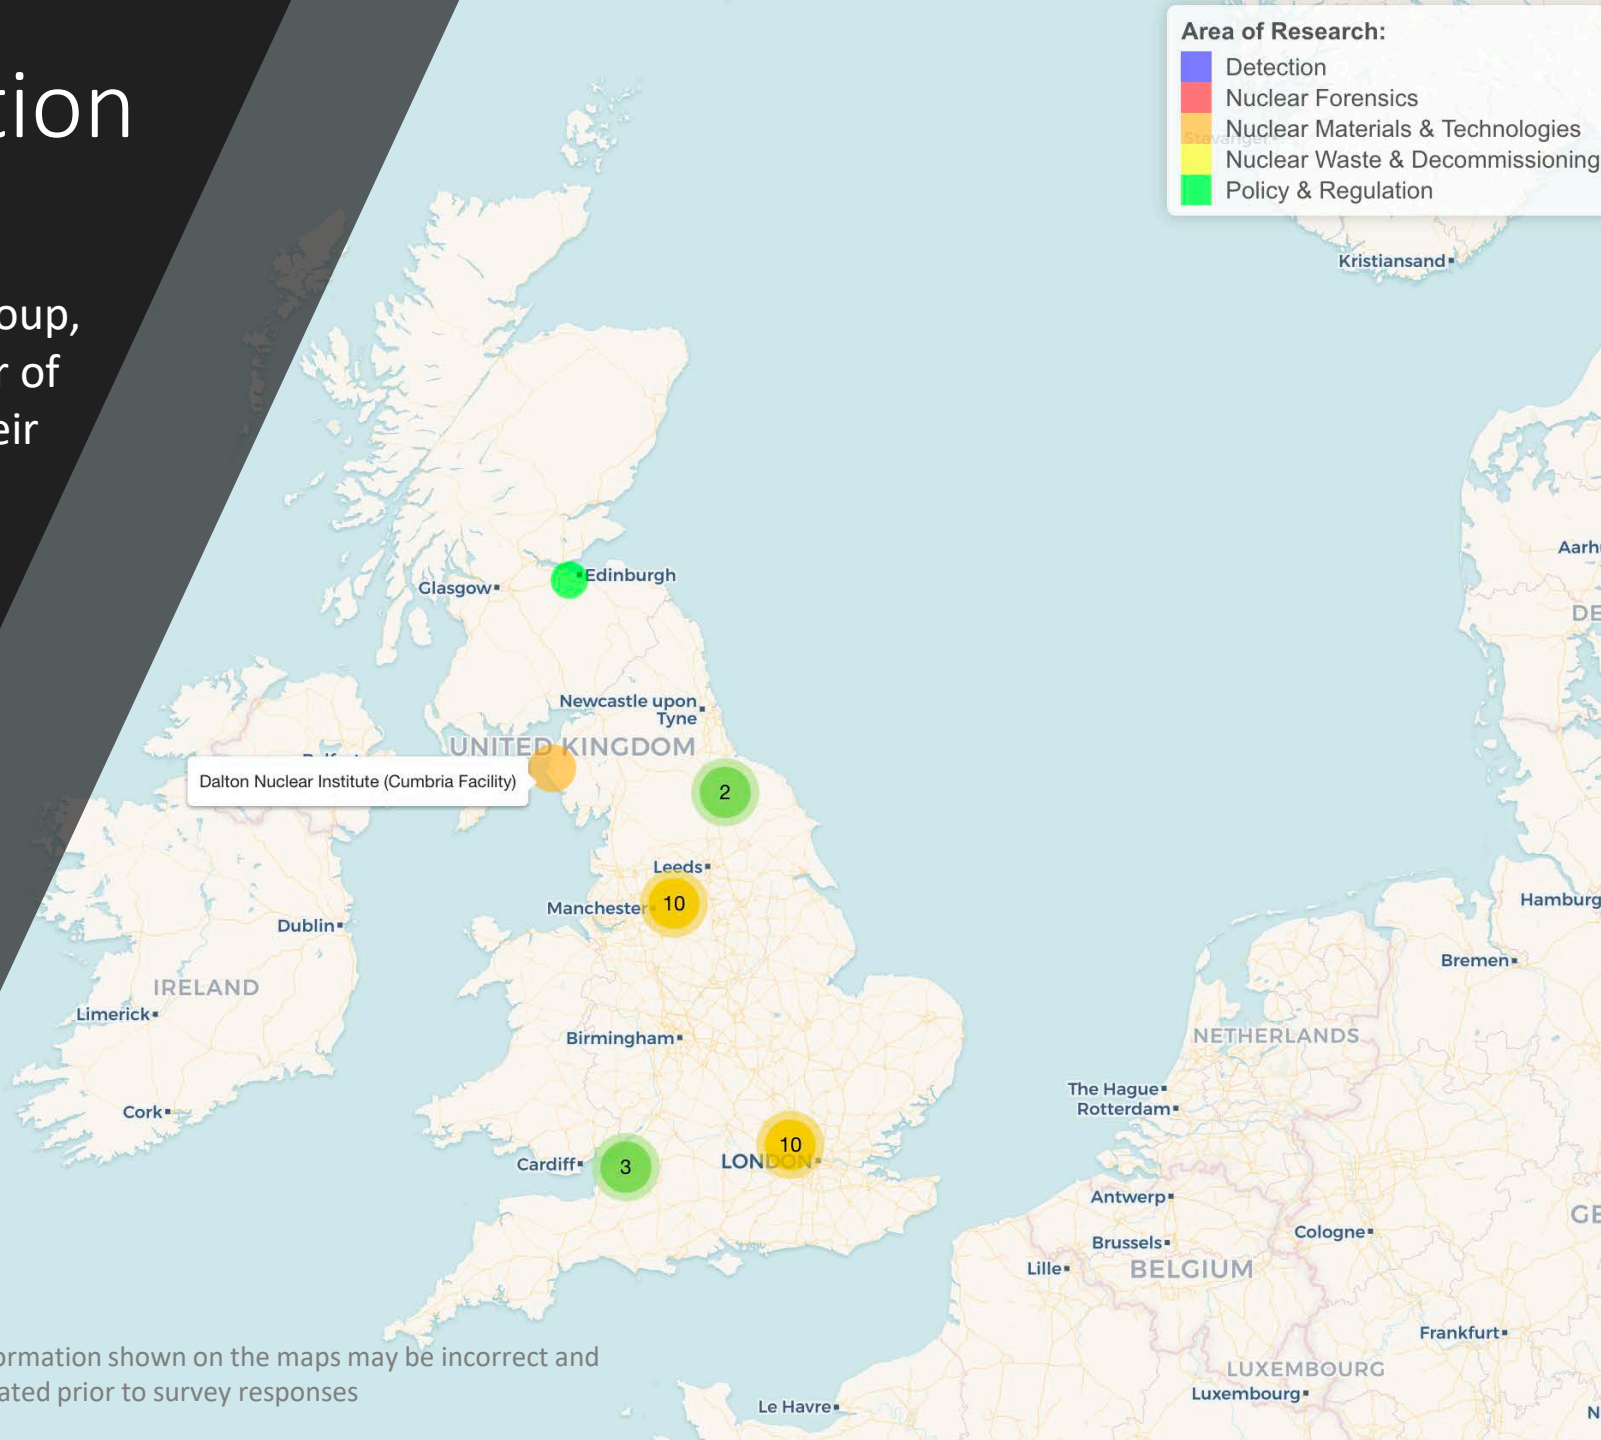 tion
oup,
r of
eir
Area of Research:
Detection
Nuclear Forensics
Nuclear Materials & Technologies
Nuclear Waste & Decommissioning
Policy & Regulation
Stavanger
Kristiansand
Aarh
DE
Edinburgh
Glasgow
Newcastle upon
Tyne
UNITED KINGDOM
Dalton Nuclear Institute (Cumbria Facility)
2
Leeds
10
Manchester
Hamburg
Dublin
Bremen
IRELAND
Limerick
Birmingham
NETHERLANDS
The Hague
Rotterdam
Cork
10
LONDON
Cardiff
3
Antwerp
GE
Cologne
Brussels
Lille
BELGIUM
Frankfurt
ormation shown on the maps may be incorrect and
ated prior to survey responses
LUXEMBOURG
Luxembourg
Le Havre
N